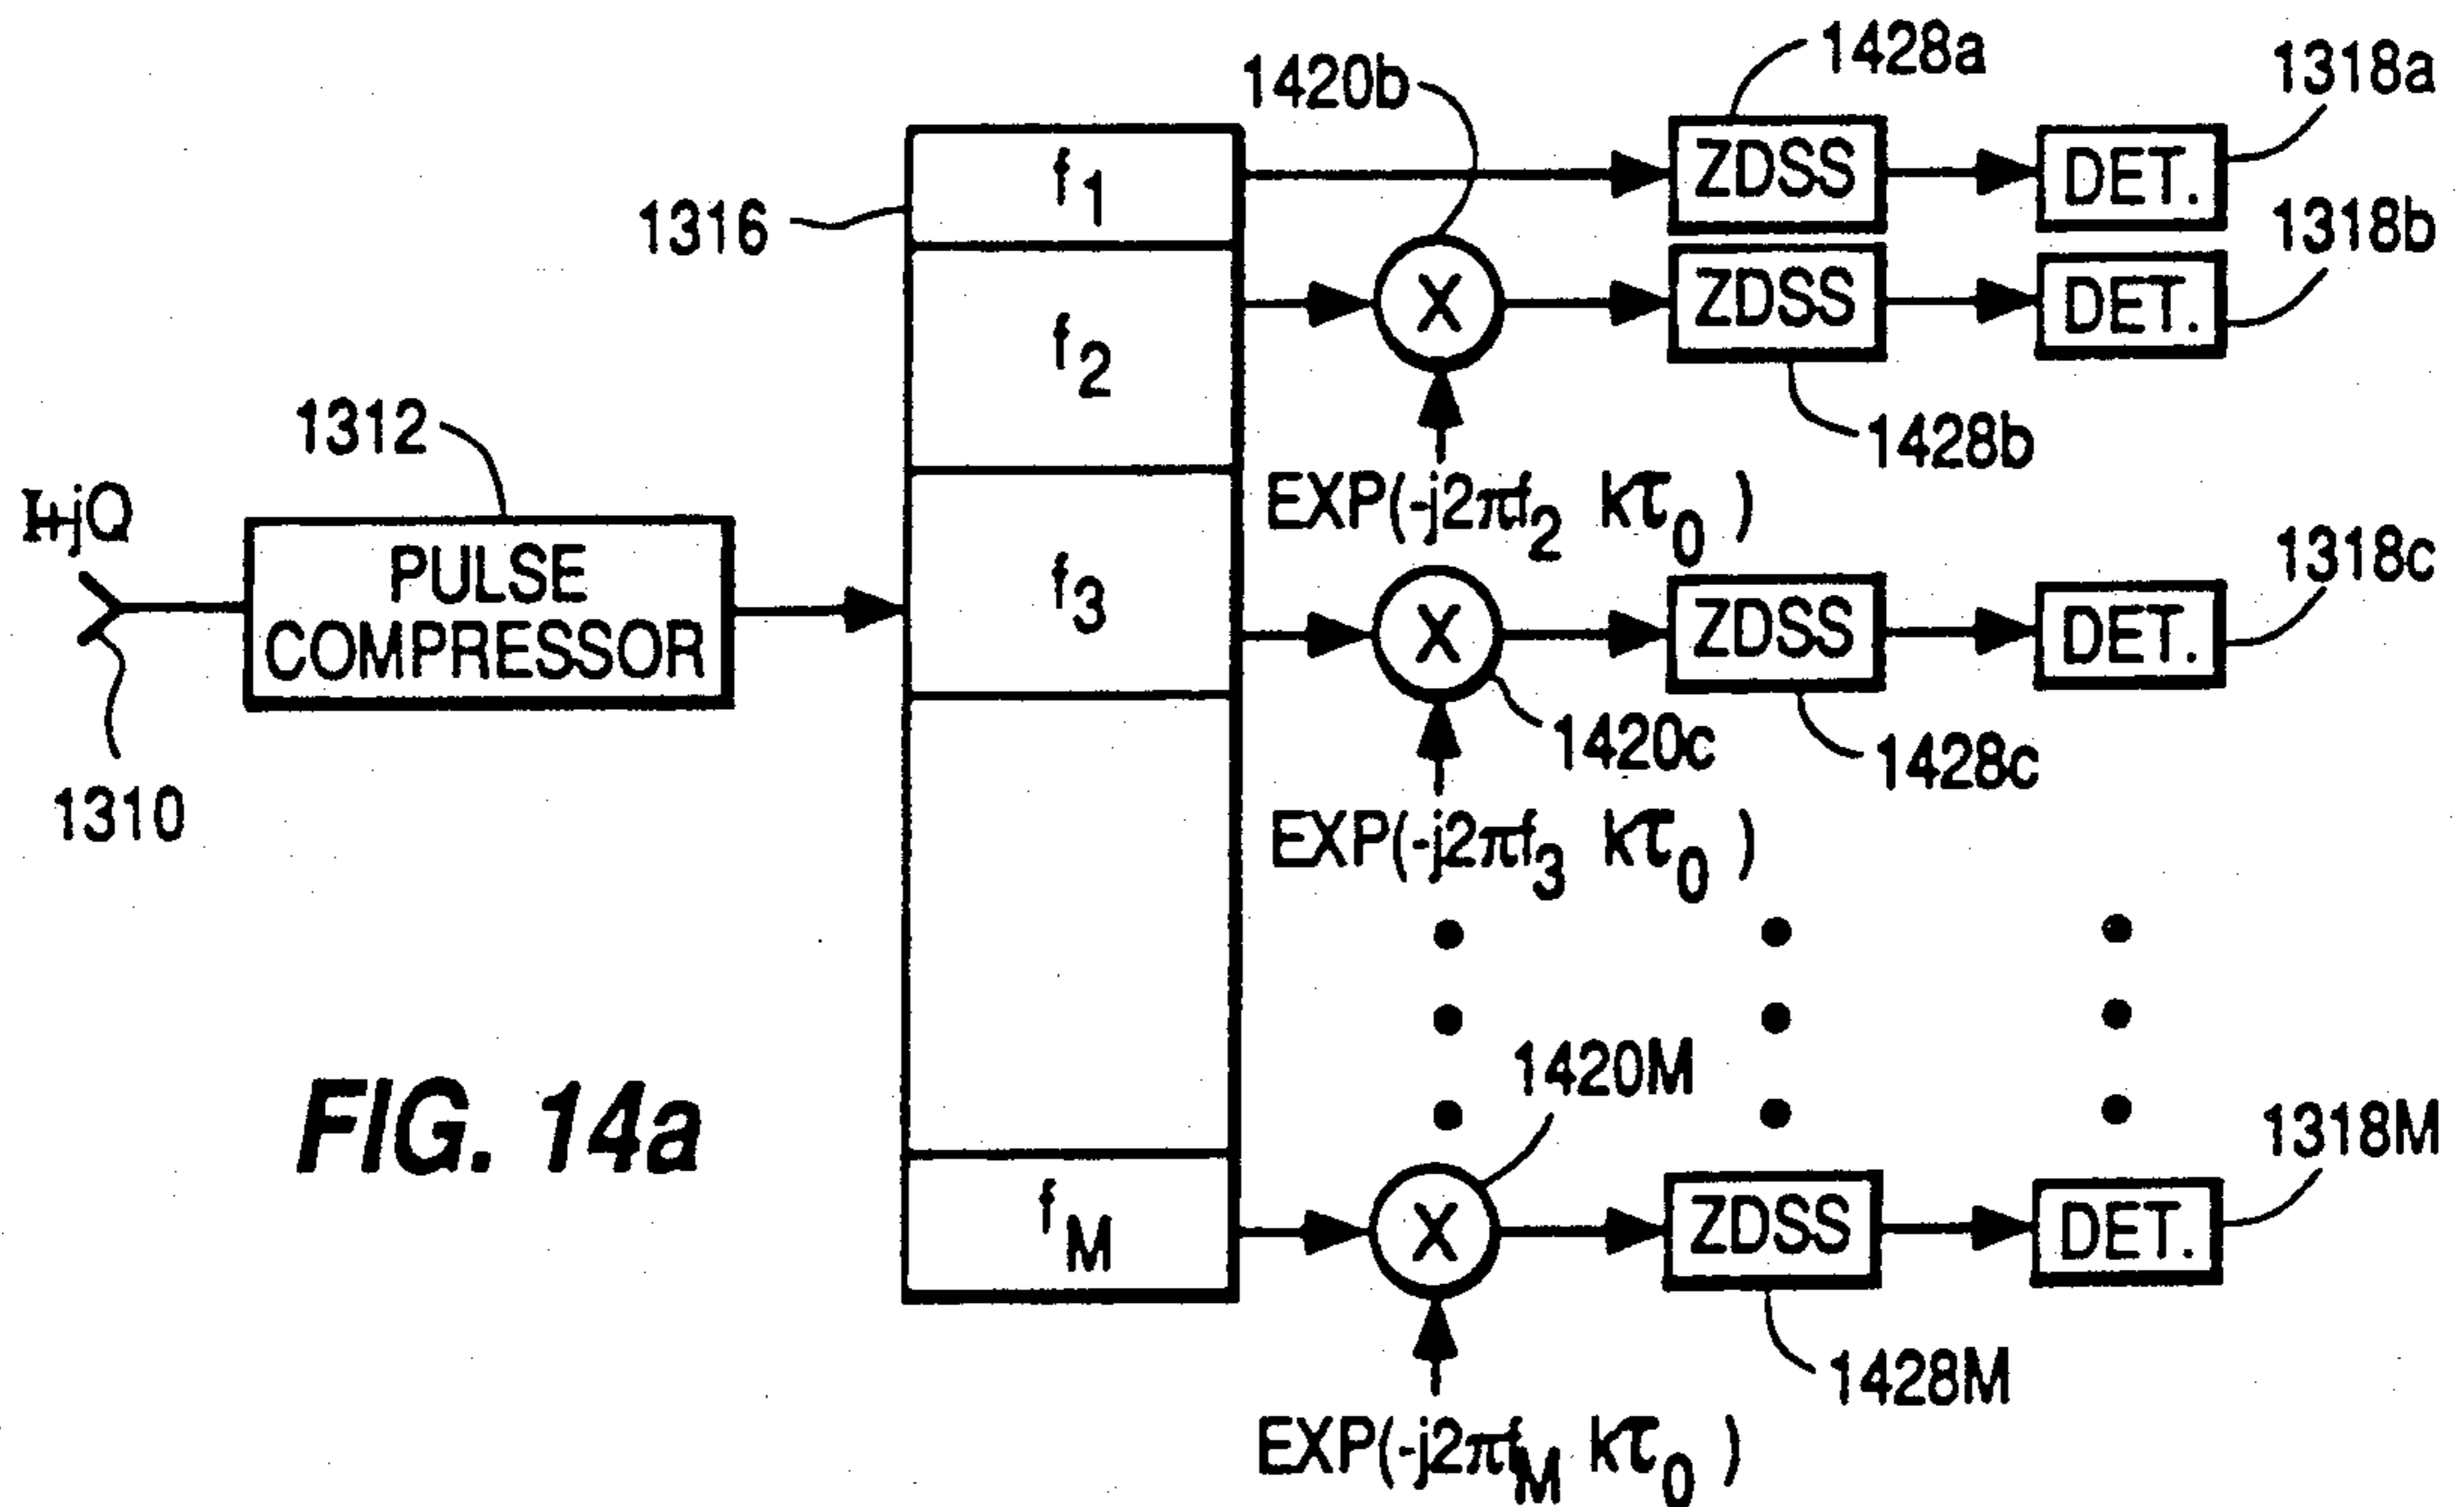 1428a
1420b
1318a
f1
ZDSS
DET.
1316
1318b
X
ZDSS
DET.
f2
1312
1428b
I+jQ
EXP(-j2πf2 kτ0)
PULSE
COMPRESSOR
f3
1318c
X
ZDSS
DET.
1420c
1428c
1310
EXP(-j2πf3 kτ0)
1420M
FIG. 14a
1318M
fM
X
ZDSS
DET.
1428M
EXP(-j2πfM kτ0)